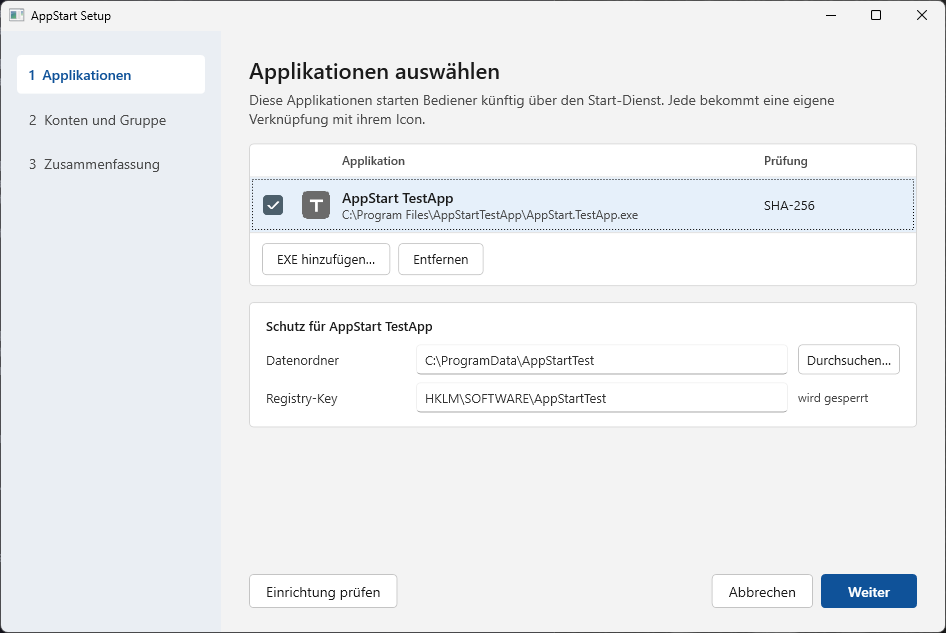 AppStart Setup
1 Applikationen
2 Konten und Gruppe
3 Zusammenfassung
Applikationen auswählen
Diese Applikationen starten Bediener künftig über den Start-Dienst. Jede bekommt eine eigene
Verknüpfung mit ihrem Icon.
Applikation Prüfung
T
AppStart TestApp
C:\Program Files\AppStartTestApp\AppStart.TestApp.exe
SHA-256
EXE hinzufügen... Entfernen
Schutz für AppStart TestApp
Datenordner C:\ProgramData\AppStartTest Durchsuchen...
Registry-Key HKLM\SOFTWARE\AppStartTest wird gesperrt
Einrichtung prüfen Abbrechen Weiter